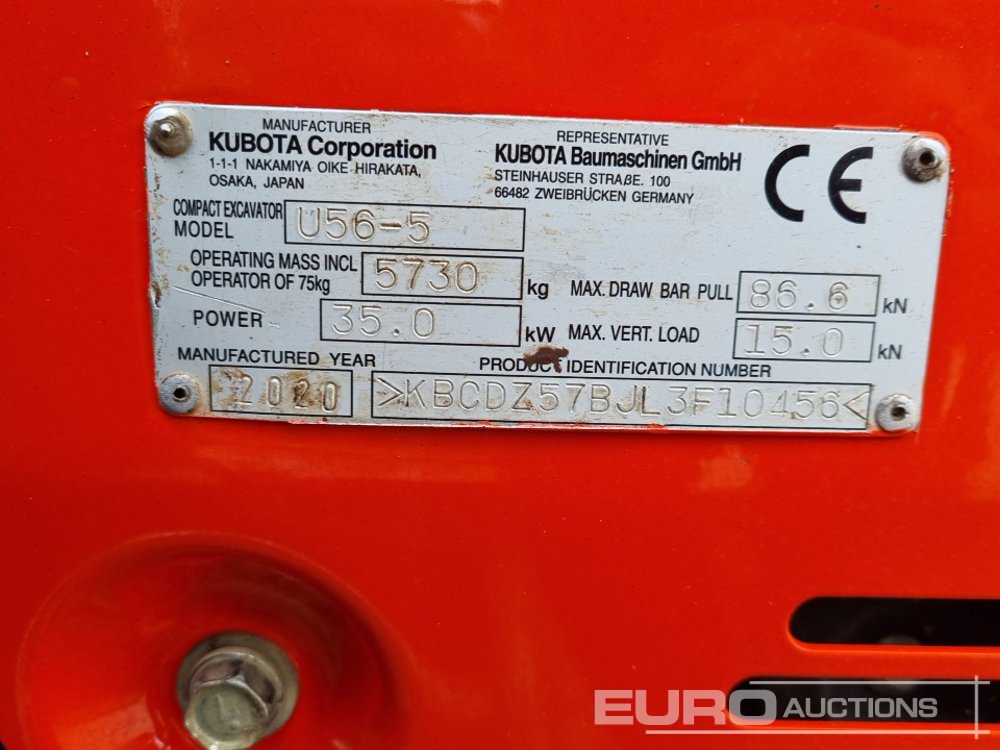 MANUFACTURER
KUBOTA Corporation
1-1-1 NAKAMIYA OIKE HIRAKATA,
OSAKA, JAPAN
REPRESENTATIVE
KUBOTA Baumaschinen GmbH
STEINHAUSER STRAßE. 100
66482 ZWEIBRÜCKEN GERMANY
CE
COMPACT EXCAVATOR
MODEL U56-5
OPERATING MASS INCL
OPERATOR OF 75kg 5730 kg
MAX. DRAW BAR PULL 86.6 kN
POWER 35.0 kW
MAX. VERT. LOAD 15.0 kN
MANUFACTURED YEAR
2020
PRODUCT IDENTIFICATION NUMBER
>KBCDZ57BJL3F10456<
EURO AUCTIONS